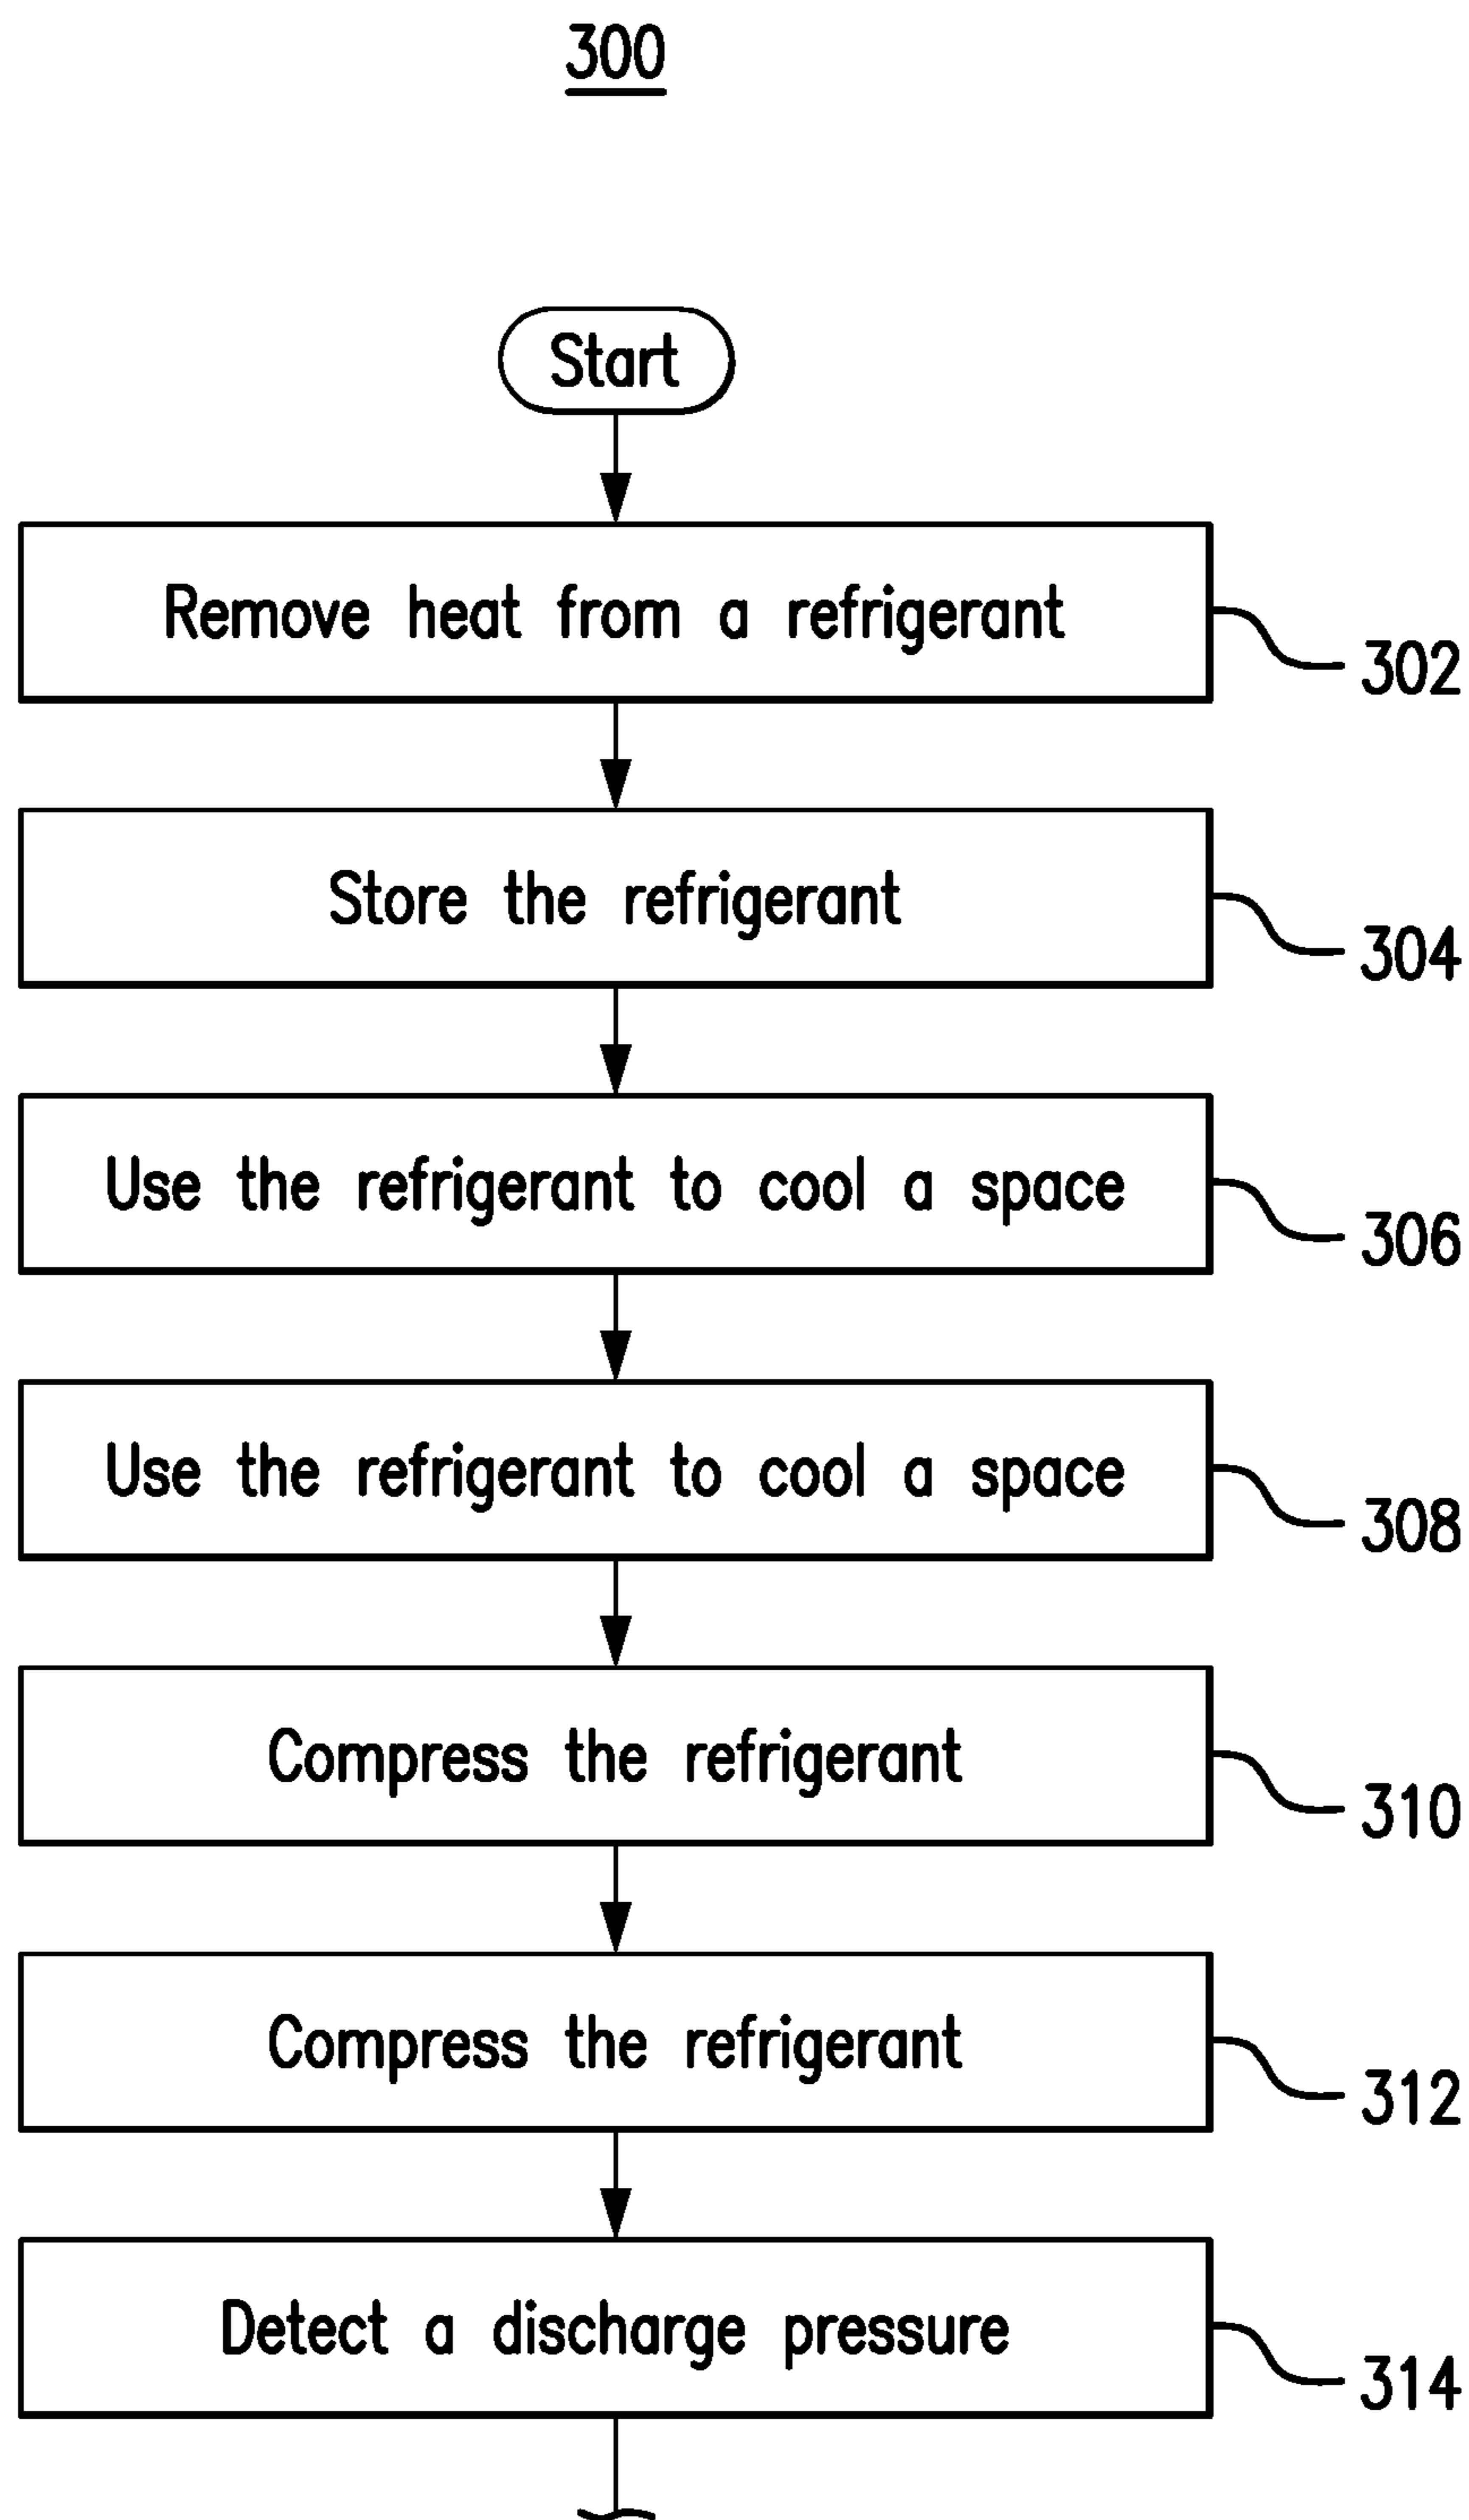 300
Start
Remove heat from a refrigerant
302
Store the refrigerant
304
Use the refrigerant to cool a space
306
Use the refrigerant to cool a space
308
Compress the refrigerant
310
Compress the refrigerant
312
Detect a discharge pressure
314